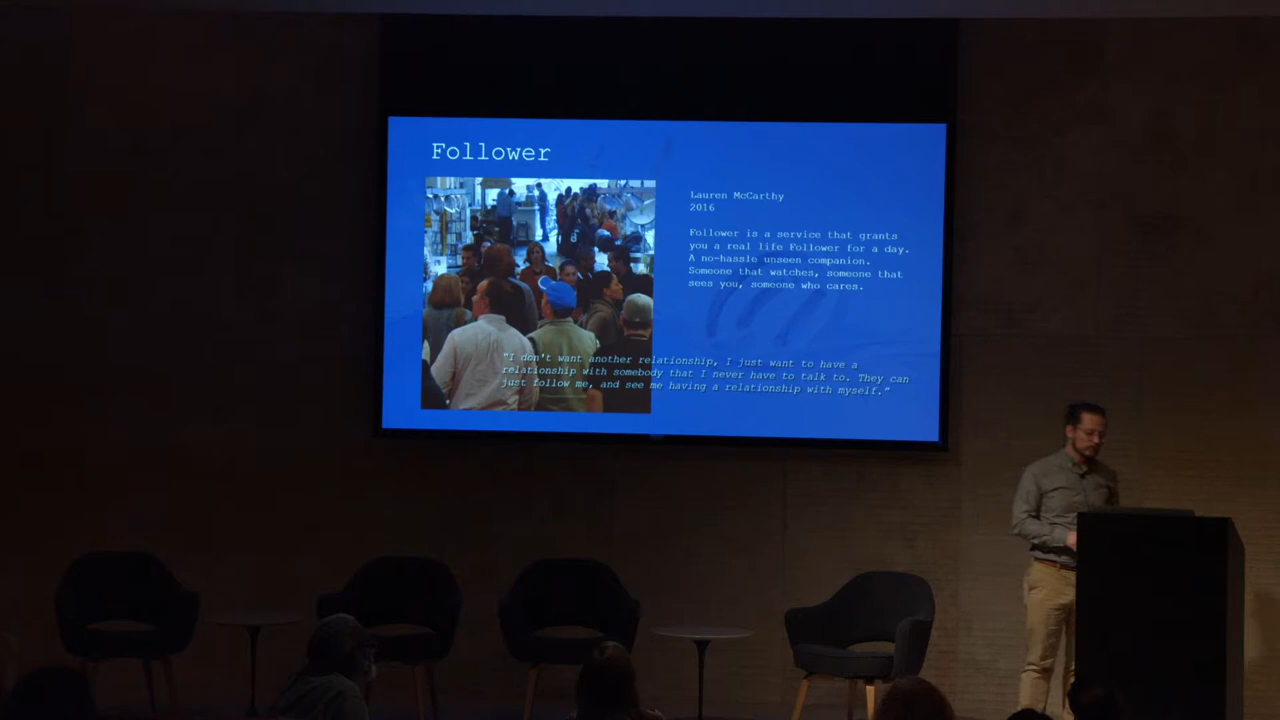 Follower
Lauren McCarthy
2016
Follower is a service that grants
you a real life Follower for a day.
A no-hassle unseen companion.
Someone that watches, someone that
sees you, someone who cares.
"I don't want another relationship, I just want to have a
relationship with somebody that I never have to talk to. They can
just follow me, and see me having a relationship with myself."